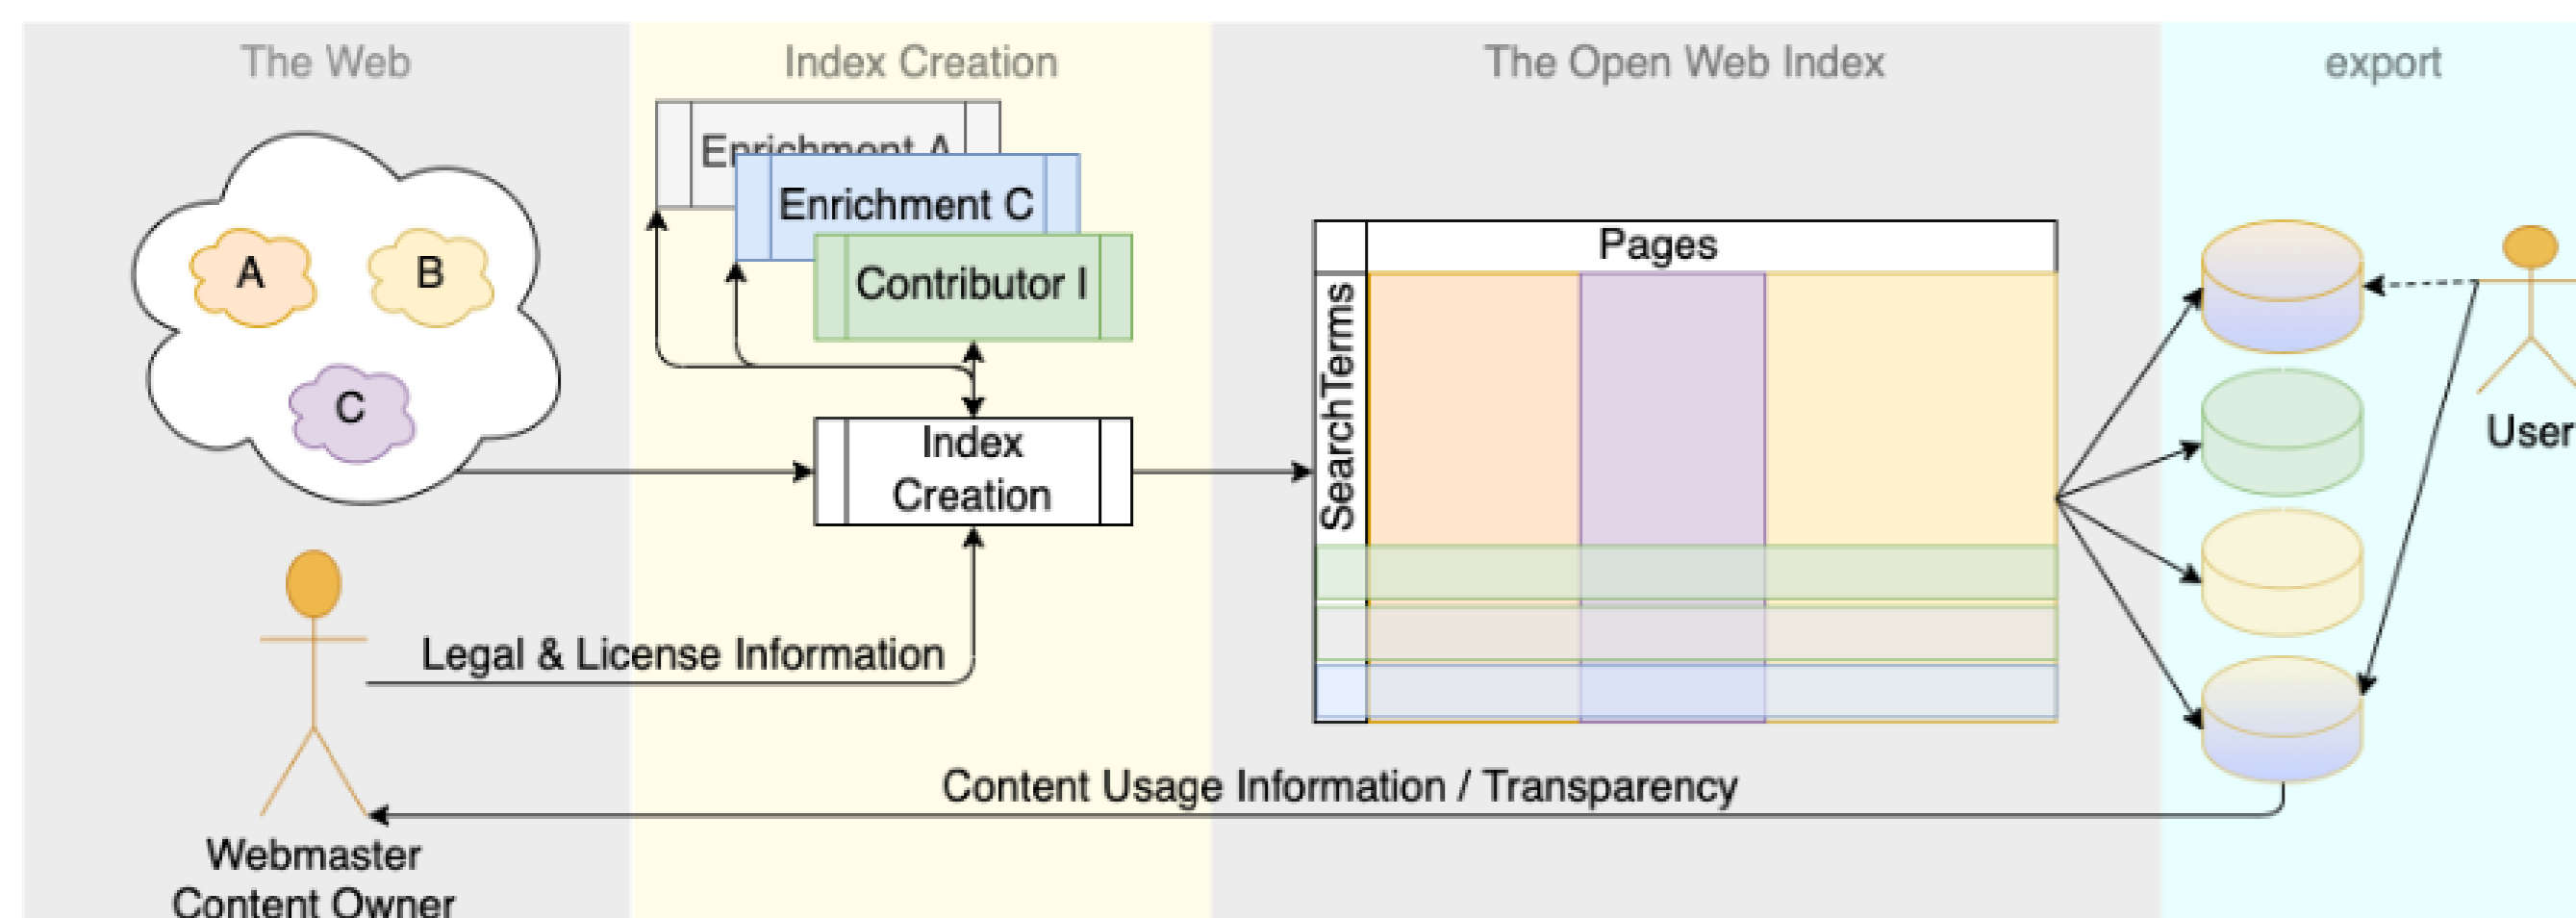 The Web
Index Creation
The Open Web Index
export
Enrichment A
Enrichment C
Contributor I
A
B
C
Index
Creation
Pages
SearchTerms
User
Legal & License Information
Content Usage Information / Transparency
Webmaster
Content Owner